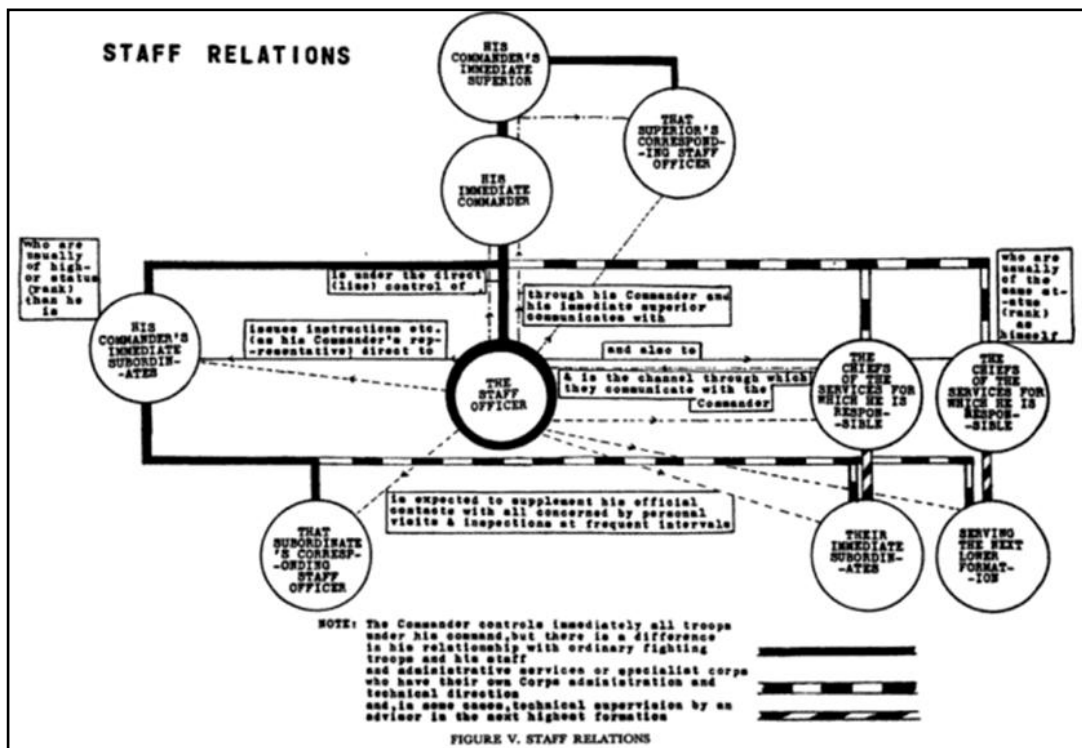 STAFF RELATIONS
HIS
COMMANDER'S
IMMEDIATE
SUPERIOR
THAT
SUPERIOR'S
CORRESPOND-
-ING STAFF
OFFICER
HIS
IMMEDIATE
COMMANDER
who are
usually
of high-
or status
(rank)
than he
is
is under the direct
(line) control of
through his Commander and
his immediate superior
communicates with
who are
usually
of the
same st-
-atus
(rank)
as
himself
HIS
COMMANDER'S
IMMEDIATE
SUBORDIN-
-ATES
issues instructions etc.
(as his Commander's rep-
-resentative) direct to
THE
STAFF
OFFICER
and also to
& is the channel through which
they communicate with the
Commander
THE
CHIEFS
OF THE
SERVICES FOR
WHICH HE IS
RESPON-
-SIBLE
THE
CHIEFS
OF THE
SERVICES FOR
WHICH HE IS
RESPON-
-SIBLE
is expected to supplement his official
contacts with all concerned by personal
visits & inspections at frequent intervals
THAT
SUBORDINATE
'S CORRESP-
-ONDING
STAFF
OFFICER
THEIR
IMMEDIATE
SUBORDIN-
-ATES
SERVING
THE NEXT
LOWER
FORMAT-
-ION
NOTE: The Commander controls immediately all troops
under his command, but there is a difference
in his relationship with ordinary fighting
troops and his staff
and administrative services or specialist corps
who have their own Corps administration and
technical direction
and, in some cases, technical supervision by an
advisor in the next highest formation
FIGURE V. STAFF RELATIONS